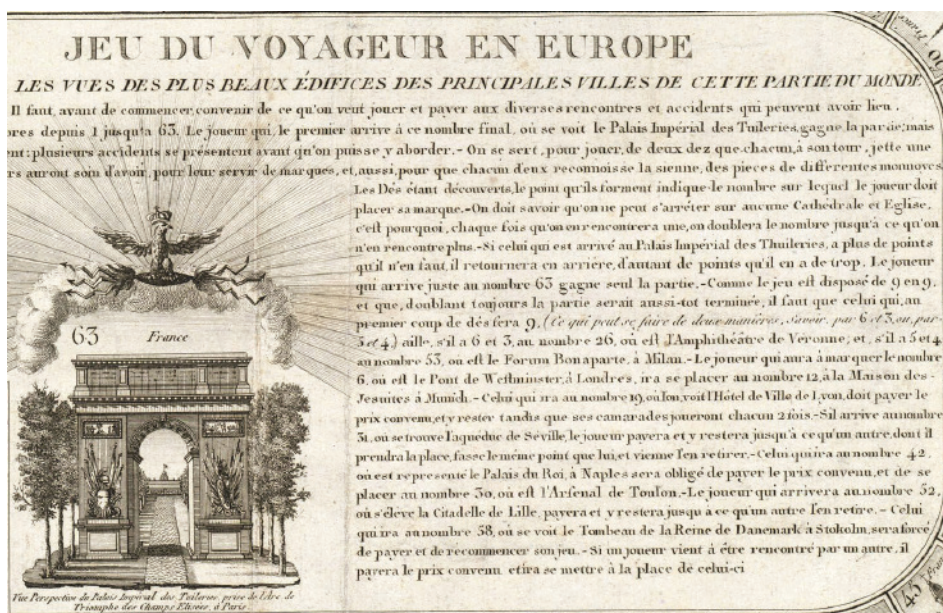 JEU DU VOYAGEUR EN EUROPE
LES VUES DES PLUS BEAUX ÉDIFICES DES PRINCIPALES VILLES DE CETTE PARTIE DU MONDE
Il faut, avant de commencer, convenir de ce qu'on veut jouer et payer aux diverses rencontres et accidents qui peuvent avoir lieu.
bres depuis 1 jusqu'a 63. Le joueur qui, le premier arrive à ce nombre final, où se voit le Palais Impérial des Tuileries, gagne la partie; mais
ent: plusieurs accidents se présentent avant qu'on puisse y aborder. - On se sert, pour jouer, de deux dez que chacun, à son tour, jette une
rs auront soin d'avoir, pour leur servir de marques, et, aussi, pour que chacun d'eux reconnoisse la sienne, des pieces de différentes monnoyes.
Les Dés étant découverts, le point qu'ils forment indique le nombre sur lequel le joueur doit
placer sa marque. - On doit savoir qu'on ne peut s'arrêter sur aucune Cathédrale et Eglise,
c'est pourquoi, chaque fois qu'on en rencontrera une, on doublera le nombre jusqu'à ce qu'on
n'en rencontre plus. - Si celui qui est arrivé au Palais Impérial des Thuileries, a plus de points
qu'il n'en faut, il retournera en arrière, d'autant de points qu'il en a de trop. Le joueur
qui arrive juste au nombre 63 gagne seul la partie. - Comme le jeu est disposé de 9 en 9,
et que, doublant toujours la partie serait aussi-tot terminée, il faut que celui qui, au
premier coup de dés fera 9, (Ce qui peut se faire de deux manières, Savoir, par 6 et 3, ou, par
5 et 4,) aille, s'il a 6 et 3, au nombre 26, où est l'Amphithéatre de Veronne; et, s'il a 5 et 4
au nombre 53, où est le Forum Bonaparte, à Milan. - Le joueur qui aura à marquer le nombre
6, où est le Pont de Westminster, à Londres, ira se placer au nombre 12, à la Maison des -
Jesuites à Munich. - Celui qui ira au nombre 19, où l'on voit l'Hôtel de Ville de Lyon, doit payer le
prix convenu, et y rester tandis que ses camarades joueront chacun 2 fois. - S'il arrive au nombre
31, où se trouve l'aquéduc de Séville, le joueur payera et y restera jusqu'à ce qu'un autre, dont il
prendra la place, fasse le même point que lui, et vienne l'en retirer. - Celui qui ira au nombre 42,
où est representé le Palais du Roi, à Naples sera obligé de payer le prix convenu, et de se
placer au nombre 30, où est l'Arsenal de Toulon. - Le joueur qui arrivera au nombre 52,
où s'élève la Citadelle de Lille, payera et y restera jusqu'à ce qu'un autre l'en retire. - Celui
qui ira au nombre 58, où se voit le Tombeau de la Reine de Danemark à Stokolm, sera forcé
de payer et de recommencer son jeu. - Si un joueur vient à être rencontré par un autre, il
payera le prix convenu et ira se mettre à la place de celui-ci
63 France
Vue Perspective du Palais Impérial des Tuileries, prise de l'Arc de
Triomphe des Champs Elisées, à Paris.
43